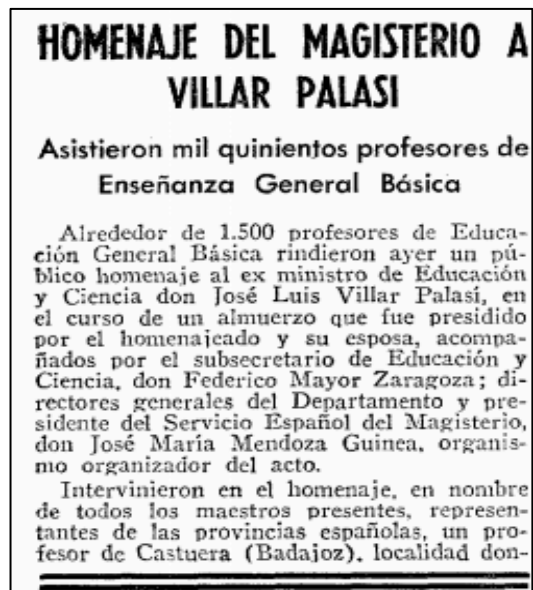 HOMENAJE DEL MAGISTERIO A
VILLAR PALASI
Asistieron mil quinientos profesores de
Enseñanza General Básica
Alrededor de 1.500 profesores de Educa-
ción General Básica rindieron ayer un pú-
blico homenaje al ex ministro de Educación
y Ciencia don José Luis Villar Palasí, en
el curso de un almuerzo que fue presidido
por el homenajeado y su esposa, acompa-
ñados por el subsecretario de Educación y
Ciencia, don Federico Mayor Zaragoza; di-
rectores generales del Departamento y pre-
sidente del Servicio Español del Magisterio,
don José María Mendoza Guinea, organis-
mo organizador del acto.
Intervinieron en el homenaje, en nombre
de todos los maestros presentes, represen-
tantes de las provincias españolas, un pro-
fesor de Castuera (Badajoz), localidad don-